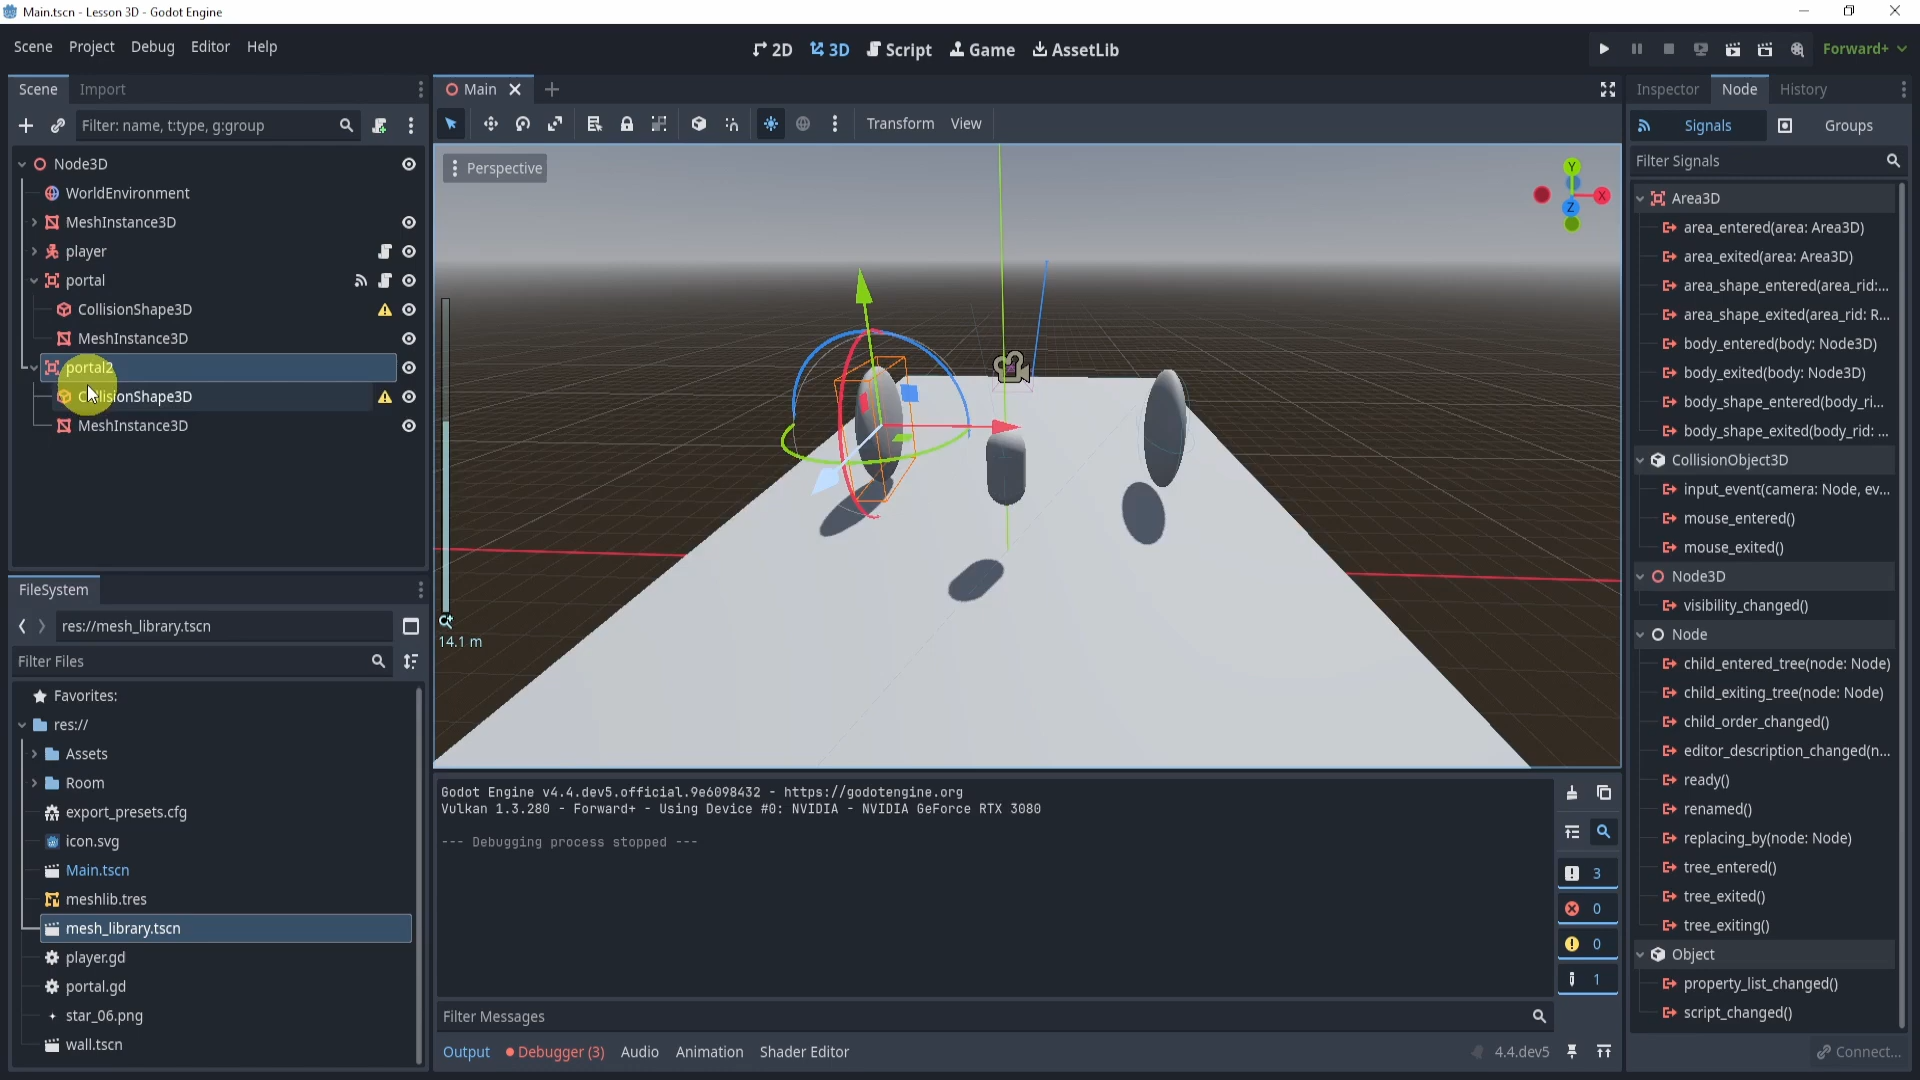 Main.tscn - Lesson 3D - Godot Engine
Scene Project Debug Editor Help
2D 3D Script Game AssetLib
Forward+
Scene Import
Filter: name, t:type, g:group
Node3D
WorldEnvironment
MeshInstance3D
player
portal
CollisionShape3D
MeshInstance3D
portal2
CollisionShape3D
MeshInstance3D
FileSystem
res://mesh_library.tscn
Filter Files
Favorites:
res://
Assets
Room
export_presets.cfg
icon.svg
Main.tscn
meshlib.tres
mesh_library.tscn
player.gd
portal.gd
star_06.png
wall.tscn
Main
Transform View
Perspective
Y
X
Z
14.1 m
Godot Engine v4.4.dev5.official.9e6098432 - https://godotengine.org
Vulkan 1.3.280 - Forward+ - Using Device #0: NVIDIA - NVIDIA GeForce RTX 3080
--- Debugging process stopped ---
3
0
0
1
Filter Messages
Output Debugger (3) Audio Animation Shader Editor
4.4.dev5
Inspector Node History
Signals Groups
Filter Signals
Area3D
area_entered(area: Area3D)
area_exited(area: Area3D)
area_shape_entered(area_rid:...
area_shape_exited(area_rid: R...
body_entered(body: Node3D)
body_exited(body: Node3D)
body_shape_entered(body_ri...
body_shape_exited(body_rid: ...
CollisionObject3D
input_event(camera: Node, ev...
mouse_entered()
mouse_exited()
Node3D
visibility_changed()
Node
child_entered_tree(node: Node)
child_exiting_tree(node: Node)
child_order_changed()
editor_description_changed(n...
ready()
renamed()
replacing_by(node: Node)
tree_entered()
tree_exited()
tree_exiting()
Object
property_list_changed()
script_changed()
Connect...